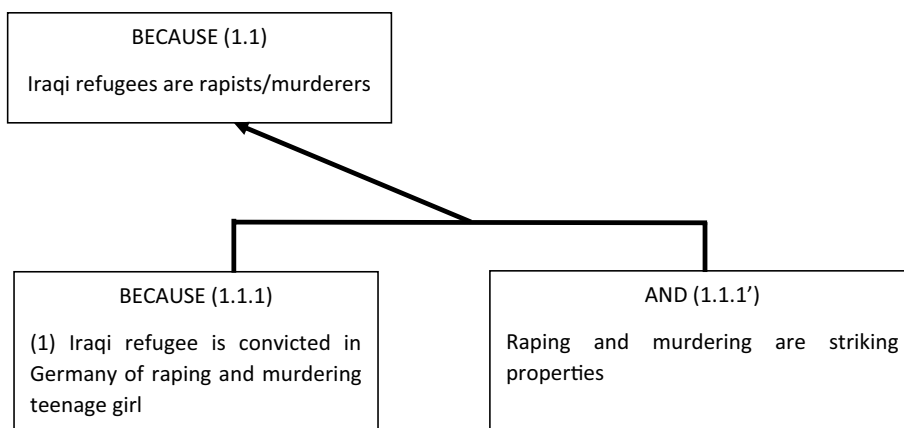 BECAUSE (1.1)
Iraqi refugees are rapists/murderers
BECAUSE (1.1.1)
(1) Iraqi refugee is convicted in
Germany of raping and murdering
teenage girl
AND (1.1.1’)
Raping and murdering are striking
properties